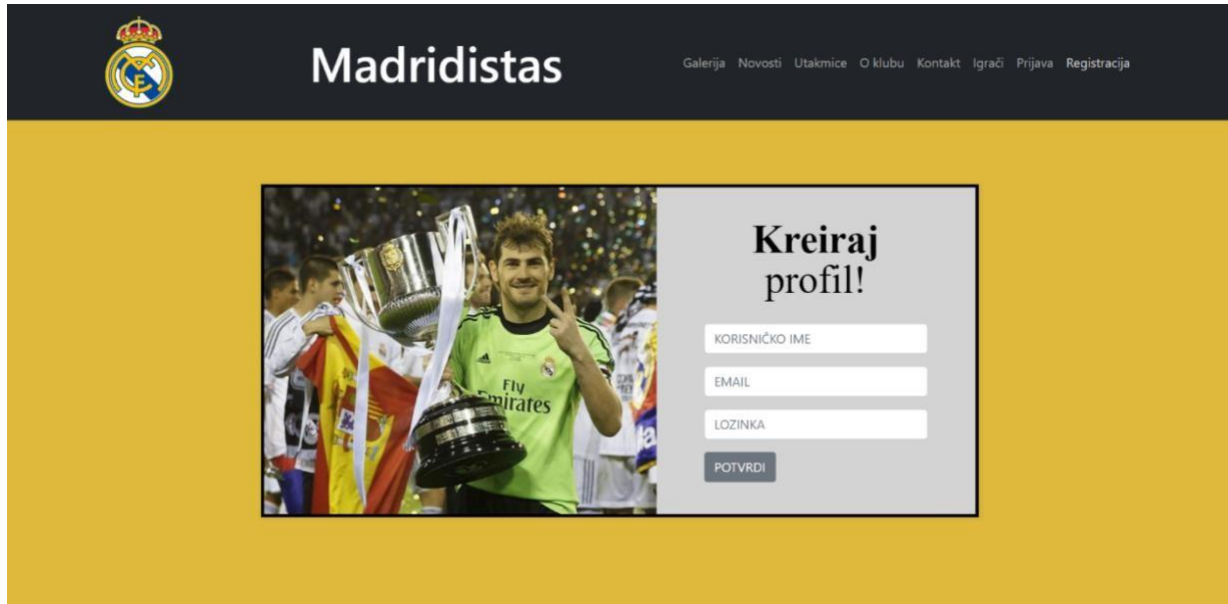 Madridistas
Galerija Novosti Utakmice O klubu Kontakt Igrači Prijava Registracija
Fly
Emirates
Kreiraj
profil!
KORISNIČKO IME
EMAIL
LOZINKA
POTVRDI